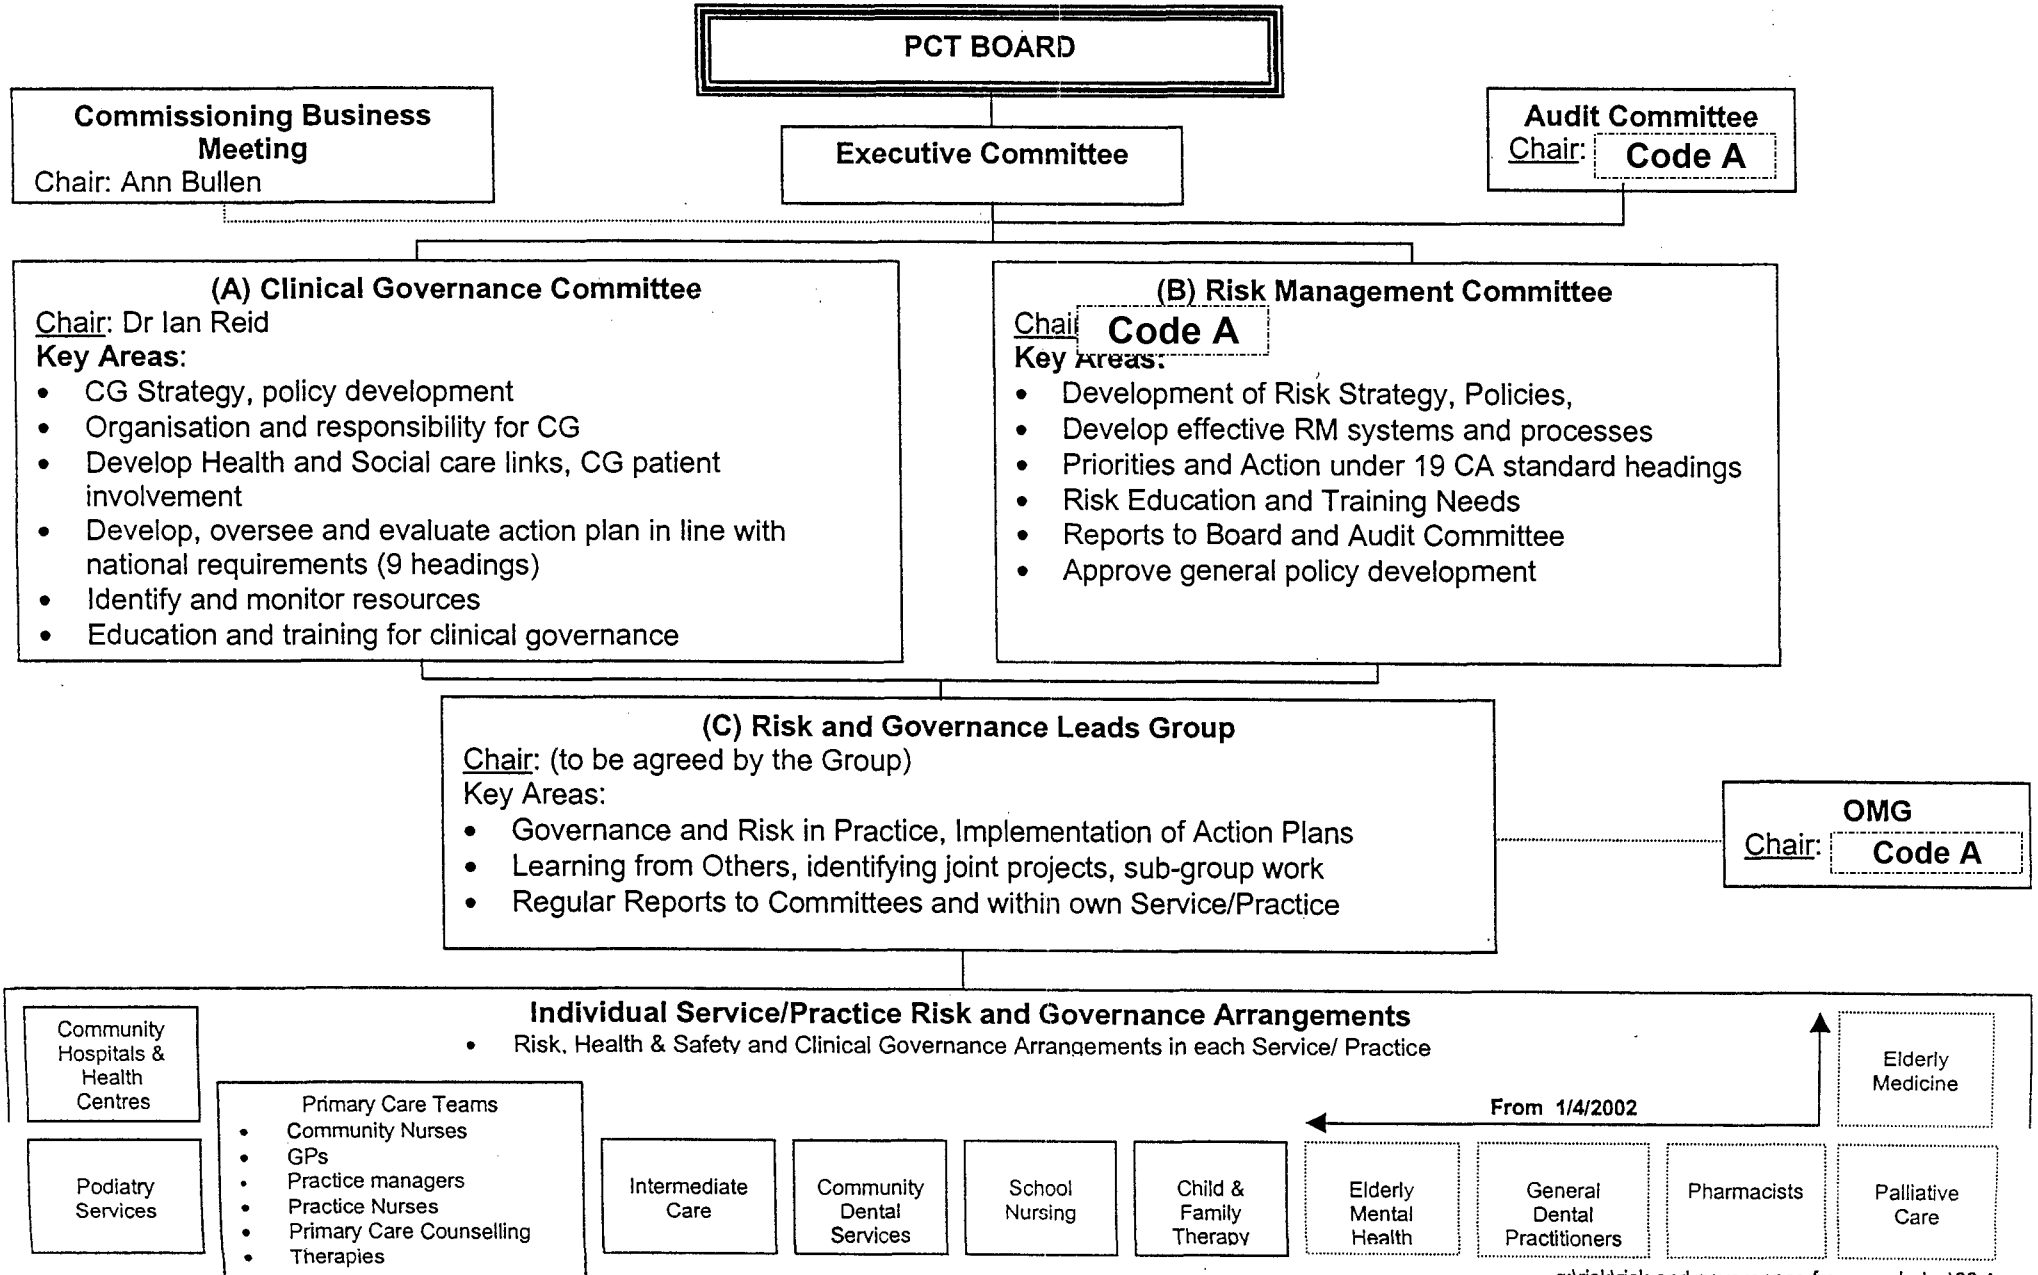 PCT BOARD
Commissioning Business
Meeting
Chair: Ann Bullen
Executive Committee
Audit Committee
Chair: Code A
(A) Clinical Governance Committee
Chair: Dr Ian Reid
Key Areas:
• CG Strategy, policy development
• Organisation and responsibility for CG
• Develop Health and Social care links, CG patient
involvement
• Develop, oversee and evaluate action plan in line with
national requirements (9 headings)
• Identify and monitor resources
• Education and training for clinical governance
(B) Risk Management Committee
Chair Code A
Key Areas:
• Development of Risk Strategy, Policies,
• Develop effective RM systems and processes
• Priorities and Action under 19 CA standard headings
• Risk Education and Training Needs
• Reports to Board and Audit Committee
• Approve general policy development
(C) Risk and Governance Leads Group
Chair: (to be agreed by the Group)
Key Areas:
• Governance and Risk in Practice, Implementation of Action Plans
• Learning from Others, identifying joint projects, sub-group work
• Regular Reports to Committees and within own Service/Practice
OMG
Chair: Code A
Individual Service/Practice Risk and Governance Arrangements
• Risk, Health & Safety and Clinical Governance Arrangements in each Service/ Practice
Community
Hospitals &
Health
Centres
Podiatry
Services
Primary Care Teams
• Community Nurses
• GPs
• Practice managers
• Practice Nurses
• Primary Care Counselling
• Therapies
Intermediate
Care
Community
Dental
Services
School
Nursing
Child &
Family
Therapy
From 1/4/2002
Elderly
Mental
Health
General
Dental
Practitioners
Pharmacists
Elderly
Medicine
Palliative
Care